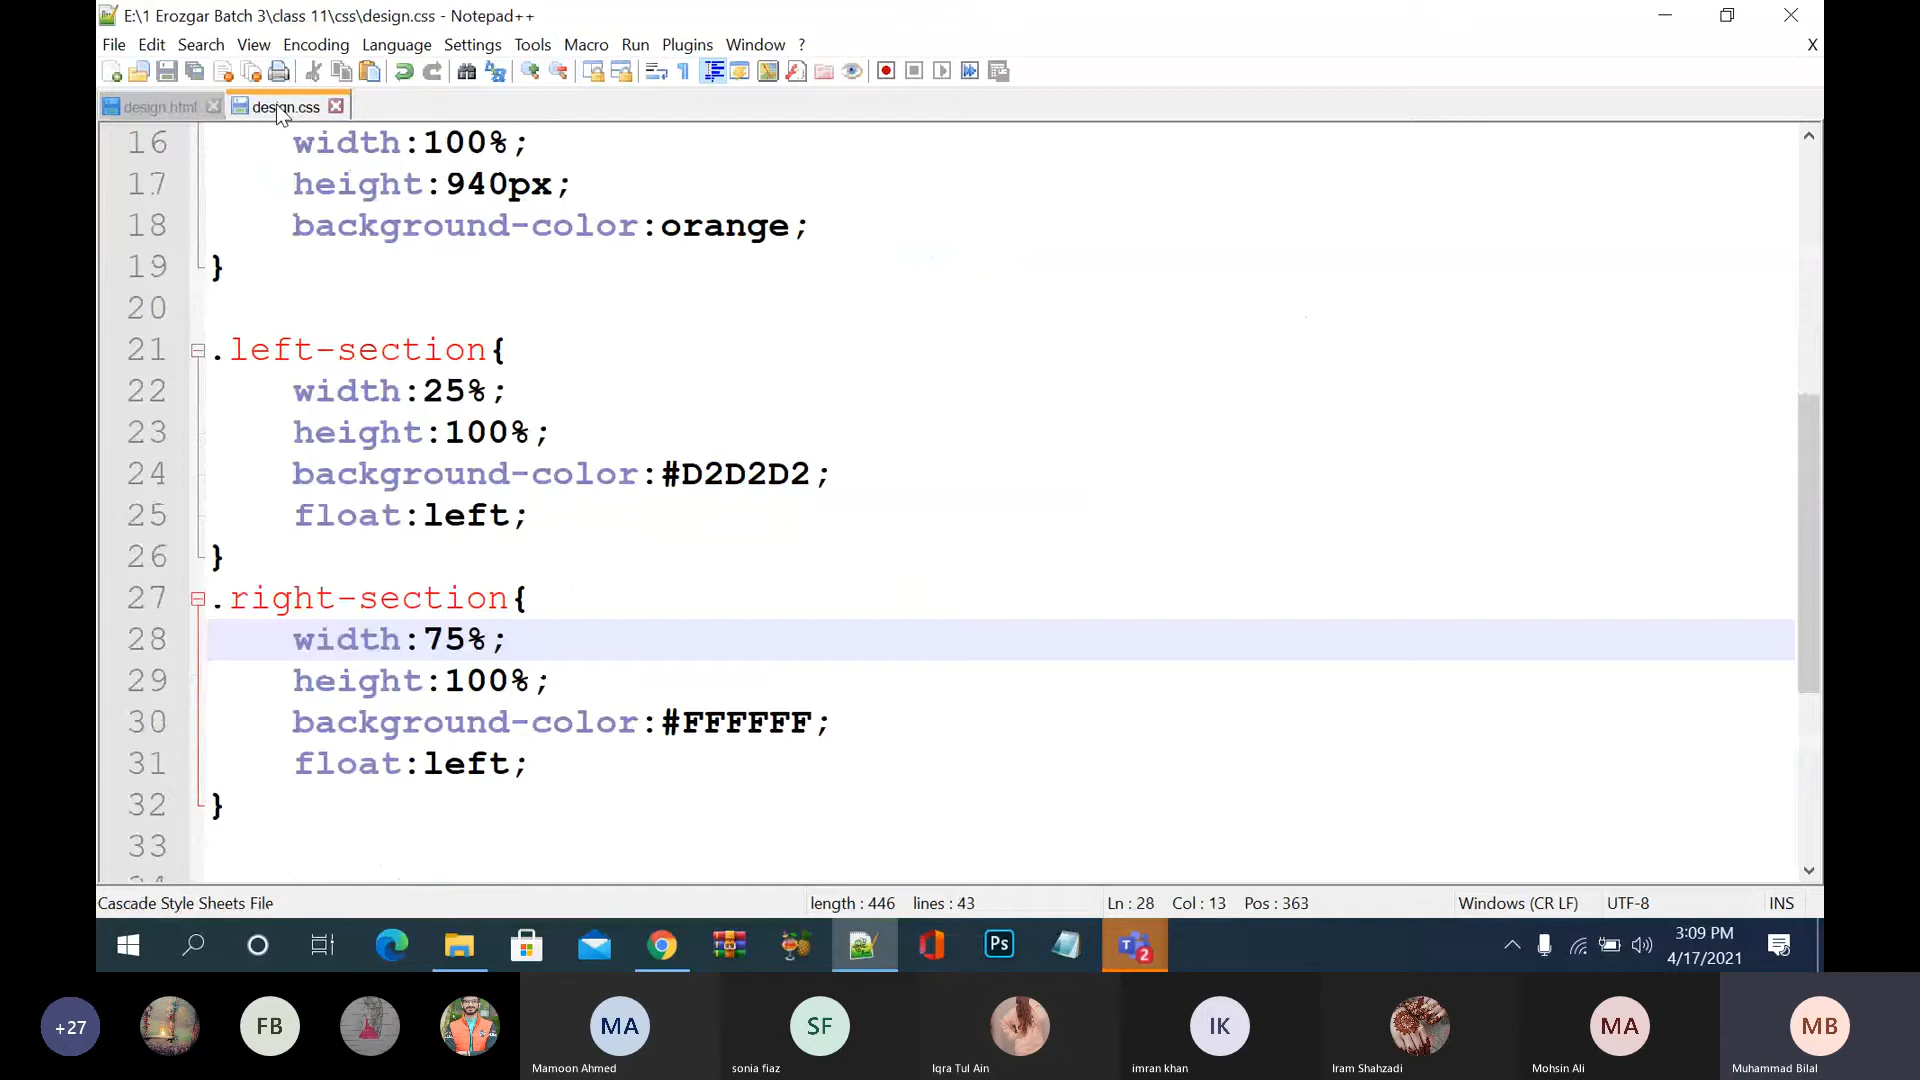 E:\1 Erozgar Batch 3\class 11\css\design.css - Notepad++
File Edit Search View Encoding Language Settings Tools Macro Run Plugins Window ? X
design.html design.css
16 width:100%;
17 height:940px;
18 background-color:orange;
19 }
20
21 .left-section{
22 width:25%;
23 height:100%;
24 background-color:#D2D2D2;
25 float:left;
26 }
27 .right-section{
28 width:75%;
29 height:100%;
30 background-color:#FFFFFF;
31 float:left;
32 }
33
Cascade Style Sheets File length : 446 lines : 43 Ln : 28 Col : 13 Pos : 363 Windows (CR LF) UTF-8 INS
Ps 2 3:09 PM
4/17/2021
+27 FB MA SF IK MA MB
Mamoon Ahmed sonia fiaz Iqra Tul Ain imran khan Iram Shahzadi Mohsin Ali Muhammad Bilal